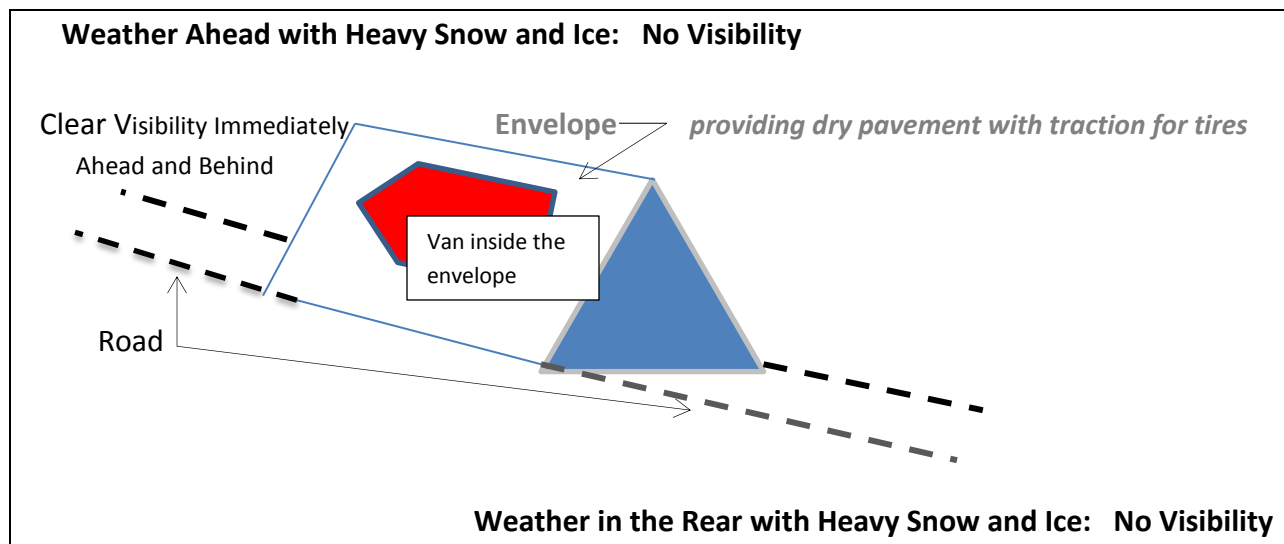 Weather Ahead with Heavy Snow and Ice: No Visibility
Clear Visibility Immediately
Ahead and Behind
Envelope
providing dry pavement with traction for tires
Van inside the
envelope
Road
Weather in the Rear with Heavy Snow and Ice: No Visibility